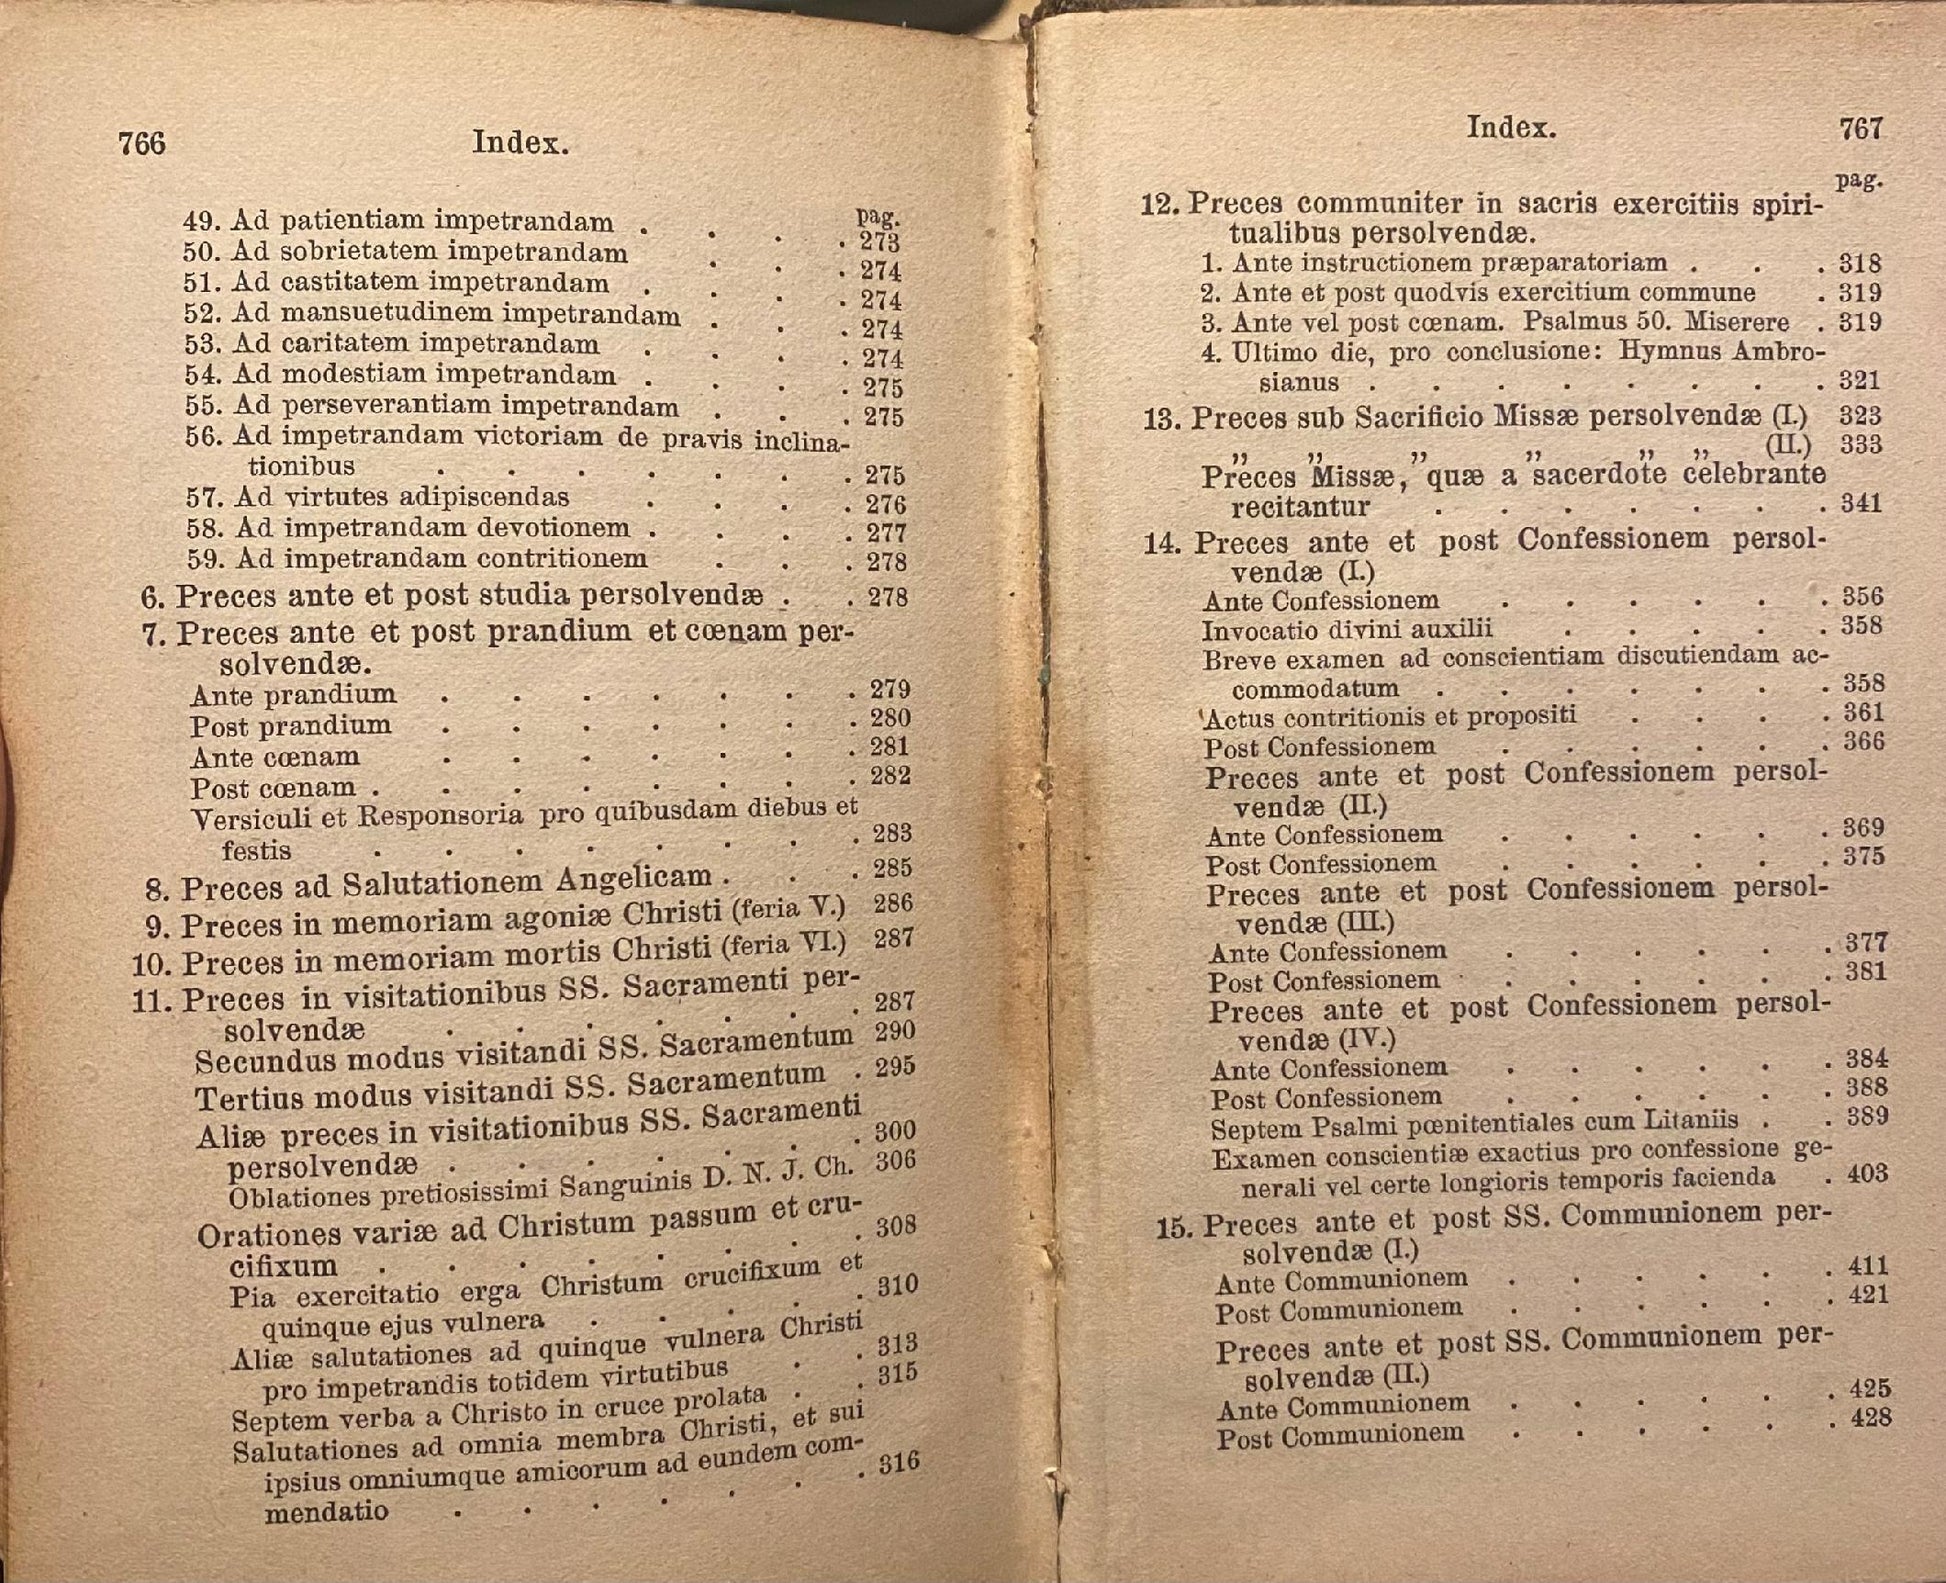 766 Index.
pag.
49. Ad patientiam impetrandam . . . . 273
50. Ad sobrietatem impetrandam . . . 274
51. Ad castitatem impetrandam . . . . 274
52. Ad mansuetudinem impetrandam . . . 274
53. Ad caritatem impetrandam . . . . 274
54. Ad modestiam impetrandam . . . . 275
55. Ad perseverantiam impetrandam . . . 275
56. Ad impetrandam victoriam de pravis inclina-
tionibus . . . . . . . 275
57. Ad virtutes adipiscendas . . . . 276
58. Ad impetrandam devotionem . . . . 277
59. Ad impetrandam contritionem . . . 278
6. Preces ante et post studia persolvendæ . . 278
7. Preces ante et post prandium et cœnam per-
solvendæ.
Ante prandium . . . . . . . 279
Post prandium . . . . . . . 280
Ante cœnam . . . . . . . 281
Post cœnam . . . . . . . . 282
Versiculi et Responsoria pro quibusdam diebus et
festis . . . . . . . . 283
8. Preces ad Salutationem Angelicam . . . 285
9. Preces in memoriam agoniæ Christi (feria V.) 286
10. Preces in memoriam mortis Christi (feria VI.) 287
11. Preces in visitationibus SS. Sacramenti per-
solvendæ . . . . . . . 287
Secundus modus visitandi SS. Sacramentum 290
Tertius modus visitandi SS. Sacramentum . 295
Aliæ preces in visitationibus SS. Sacramenti
persolvendæ . . . . . . . 300
Oblationes pretiosissimi Sanguinis D. N. J. Ch. 306
Orationes variæ ad Christum passum et cru-
cifixum . . . . . . . . 308
Pia exercitatio erga Christum crucifixum et
quinque ejus vulnera . . . . . 310
Aliæ salutationes ad quinque vulnera Christi
pro impetrandis totidem virtutibus . . 313
Septem verba a Christo in cruce prolata . . 315
Salutationes ad omnia membra Christi, et sui
ipsius omniumque amicorum ad eundem com-
mendatio . . . . . . . 316
Index. 767
pag.
12. Preces communiter in sacris exercitiis spiri-
tualibus persolvendæ.
1. Ante instructionem præparatoriam . . . 318
2. Ante et post quodvis exercitium commune . 319
3. Ante vel post cœnam. Psalmus 50. Miserere . 319
4. Ultimo die, pro conclusione: Hymnus Ambro-
sianus . . . . . . . . 321
13. Preces sub Sacrificio Missæ persolvendæ (I.) 323
„ „ „ „ „ „ (II.) 333
Preces Missæ, quæ a sacerdote celebrante
recitantur . . . . . . . 341
14. Preces ante et post Confessionem persol-
vendæ (I.)
Ante Confessionem . . . . . . 356
Invocatio divini auxilii . . . . . 358
Breve examen ad conscientiam discutiendam ac-
commodatum . . . . . . . 358
Actus contritionis et propositi . . . . 361
Post Confessionem . . . . . . 366
Preces ante et post Confessionem persol-
vendæ (II.)
Ante Confessionem . . . . . . 369
Post Confessionem . . . . . . 375
Preces ante et post Confessionem persol-
vendæ (III.)
Ante Confessionem . . . . . . 377
Post Confessionem . . . . . . 381
Preces ante et post Confessionem persol-
vendæ (IV.)
Ante Confessionem . . . . . . 384
Post Confessionem . . . . . . 388
Septem Psalmi pœnitentiales cum Litaniis . . 389
Examen conscientiæ exactius pro confessione ge-
nerali vel certe longioris temporis facienda . 403
15. Preces ante et post SS. Communionem per-
solvendæ (I.)
Ante Communionem . . . . . . 411
Post Communionem . . . . . . 421
Preces ante et post SS. Communionem per-
solvendæ (II.)
Ante Communionem . . . . . . 425
Post Communionem . . . . . . 428